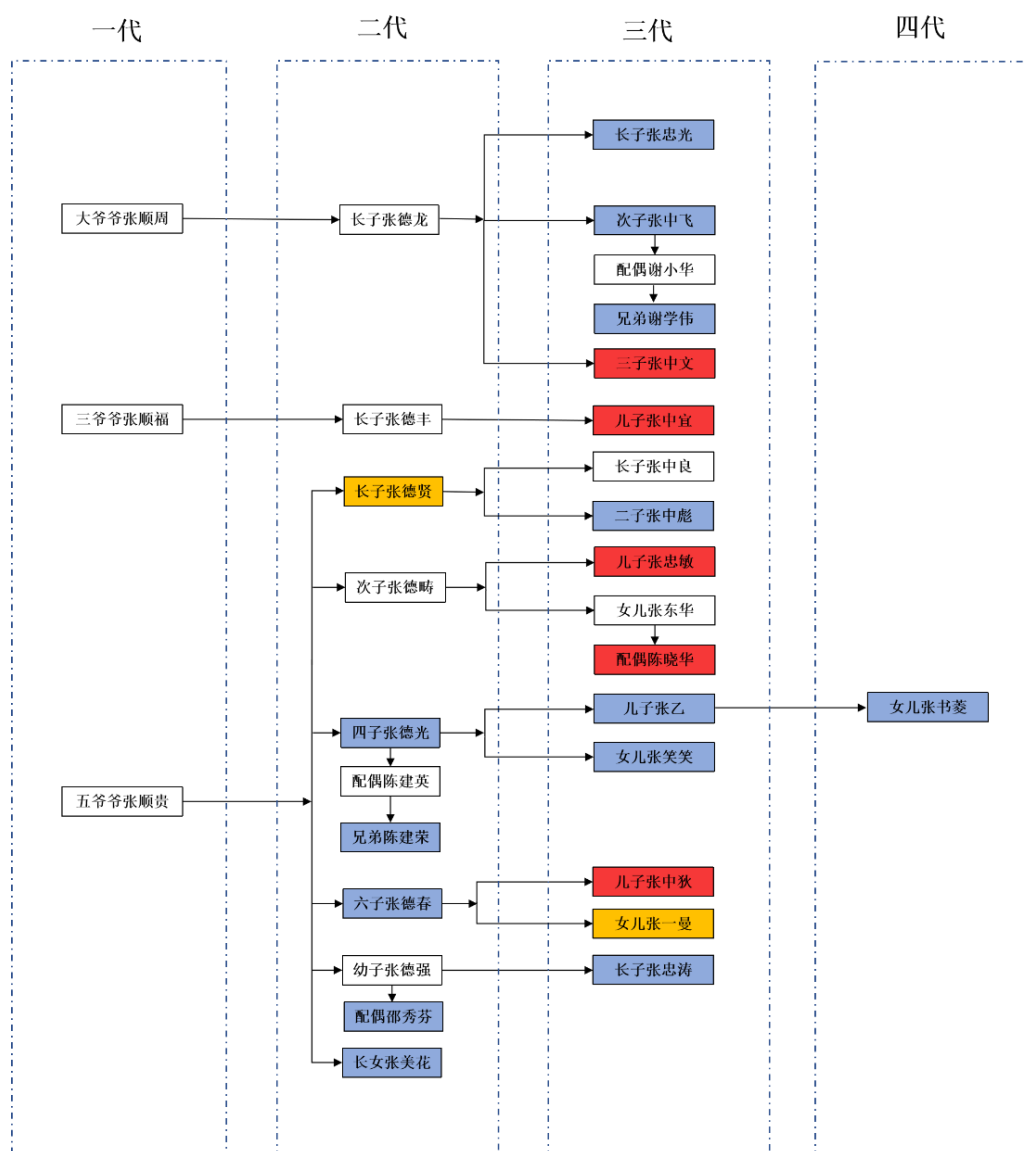 一代
二代
三代
四代
长子张忠光
大爷爷张顺周
长子张德龙
次子张中飞
配偶谢小华
兄弟谢学伟
三子张中文
三爷爷张顺福
长子张德丰
儿子张中宜
长子张德贤
长子张中良
二子张中彪
次子张德畴
儿子张忠敏
女儿张东华
配偶陈晓华
五爷爷张顺贵
四子张德光
儿子张乙
女儿张书菱
女儿张笑笑
配偶陈建英
兄弟陈建荣
六子张德春
儿子张中狄
女儿张一曼
幼子张德强
长子张忠涛
配偶邵秀芬
长女张美花